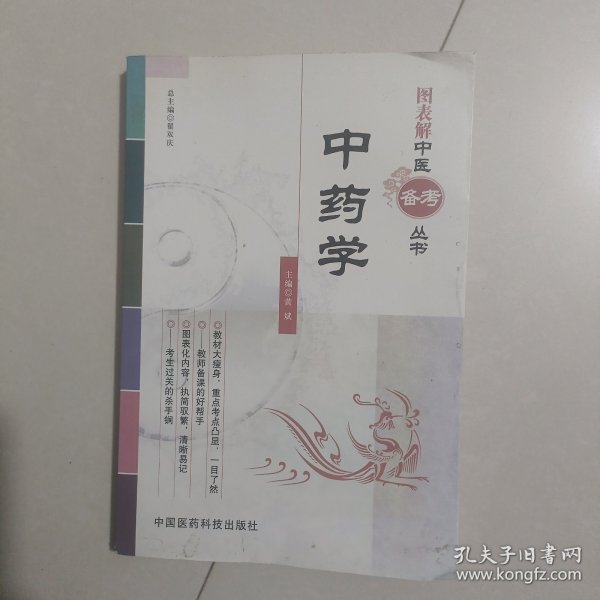 图表解中医备考丛书
中药学
总主编◎翟双庆
主编◎黄斌
◎教材大瘦身，重点考点凸显，一目了然
◎——教师备课的好帮手
◎图表化内容，执简驭繁，清晰易记
◎——考生过关的杀手锏
中国医药科技出版社
孔夫子旧书网
www.kongfz.com